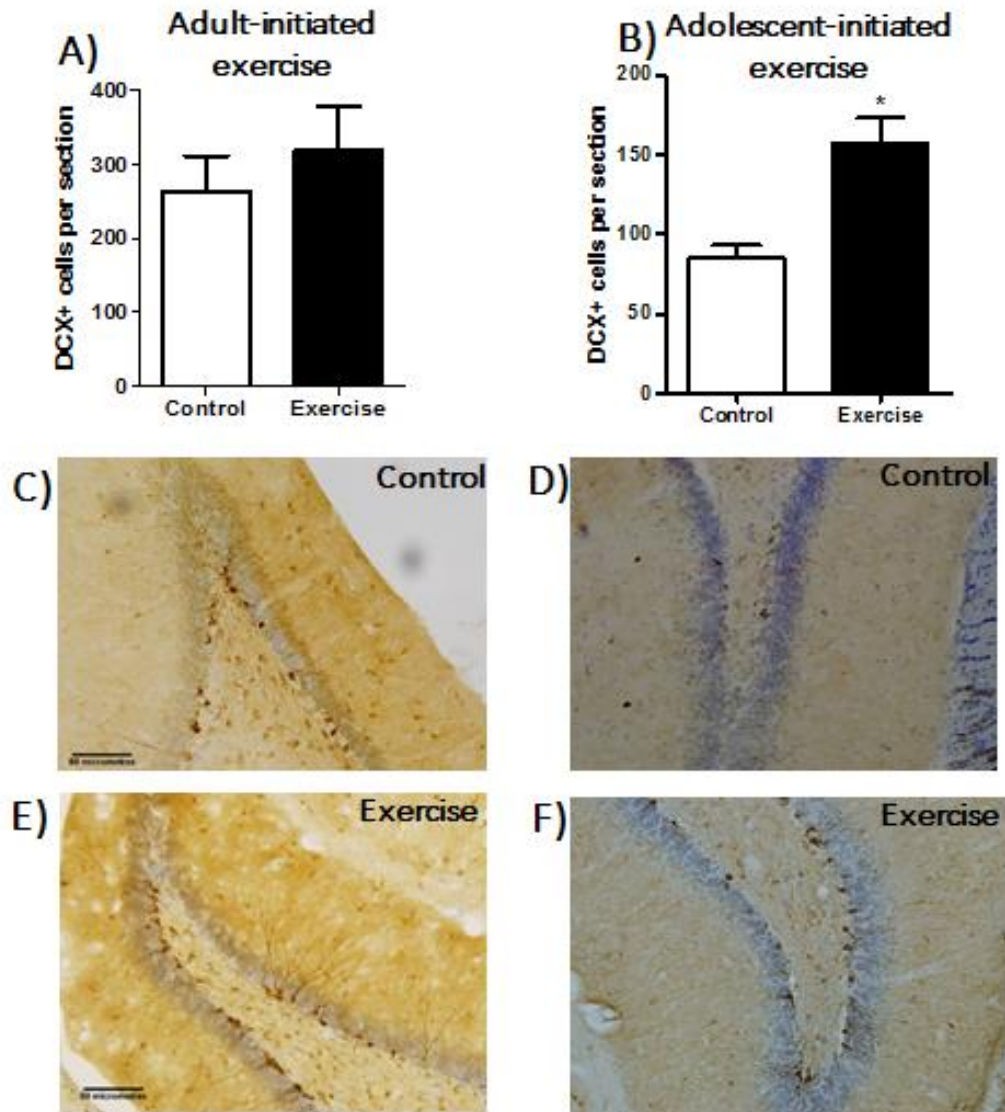 A)
Adult-initiated
exercise
DCX+ cells per section
400
300
200
100
0
Control
Exercise
B)
Adolescent-initiated
exercise
DCX+ cells per section
200
150
100
50
0
*
Control
Exercise
C)
Control
D)
Control
E)
Exercise
F)
Exercise